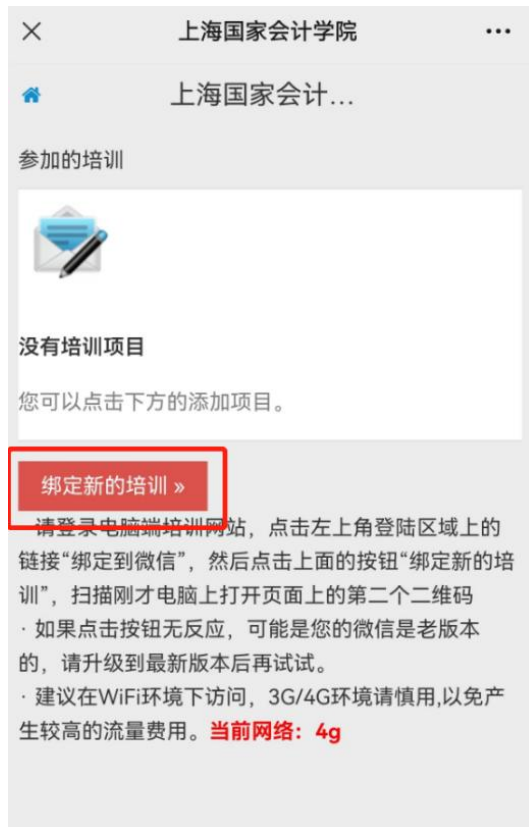 上海国家会计学院
上海国家会计...
参加的培训
没有培训项目
您可以点击下方的添加项目。
绑定新的培训 »
请登录电脑端培训网站，点击左上角登陆区域上的
链接“绑定到微信”，然后点击上面的按钮“绑定新的培
训”，扫描刚才电脑上打开页面上的第二个二维码
· 如果点击按钮无反应，可能是您的微信是老版本
的，请升级到最新版本后再试试。
· 建议在WiFi环境下访问，3G/4G环境请慎用,以免产
生较高的流量费用。当前网络：4g